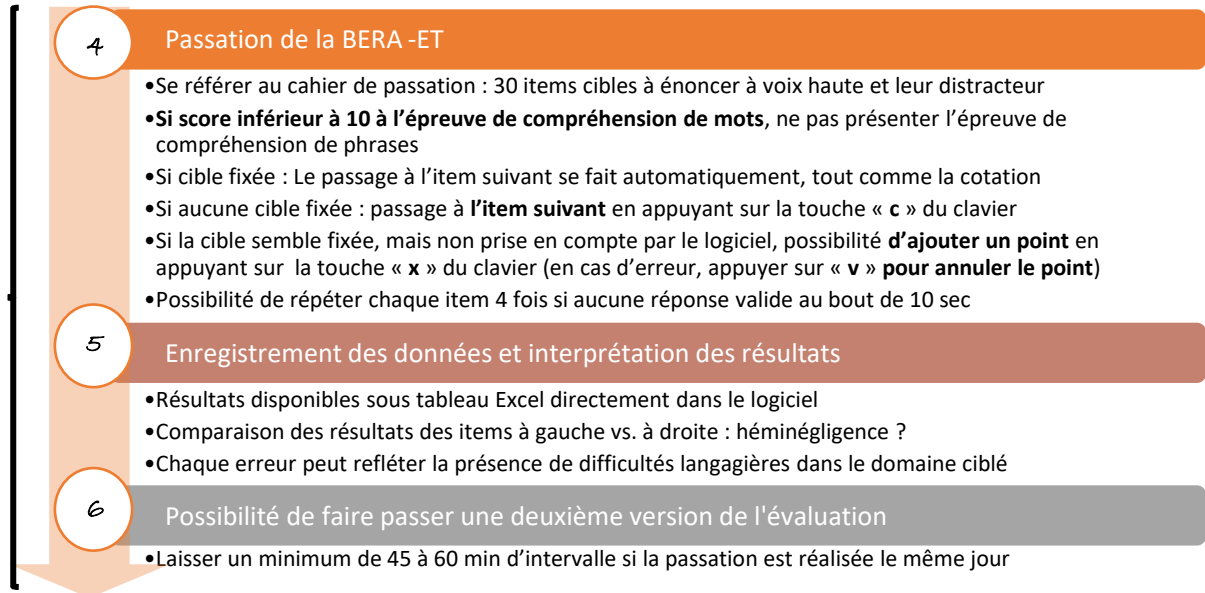 4
Passation de la BERA -ET
•Se référer au cahier de passation : 30 items cibles à énoncer à voix haute et leur distracteur
•Si score inférieur à 10 à l'épreuve de compréhension de mots, ne pas présenter l'épreuve de
compréhension de phrases
•Si cible fixée : Le passage à l'item suivant se fait automatiquement, tout comme la cotation
•Si aucune cible fixée : passage à l'item suivant en appuyant sur la touche « c » du clavier
•Si la cible semble fixée, mais non prise en compte par le logiciel, possibilité d'ajouter un point en
appuyant sur la touche « x » du clavier (en cas d'erreur, appuyer sur « v » pour annuler le point)
•Possibilité de répéter chaque item 4 fois si aucune réponse valide au bout de 10 sec
5
Enregistrement des données et interprétation des résultats
•Résultats disponibles sous tableau Excel directement dans le logiciel
•Comparaison des résultats des items à gauche vs. à droite : héminégligence ?
•Chaque erreur peut refléter la présence de difficultés langagières dans le domaine ciblé
6
Possibilité de faire passer une deuxième version de l'évaluation
•Laisser un minimum de 45 à 60 min d'intervalle si la passation est réalisée le même jour